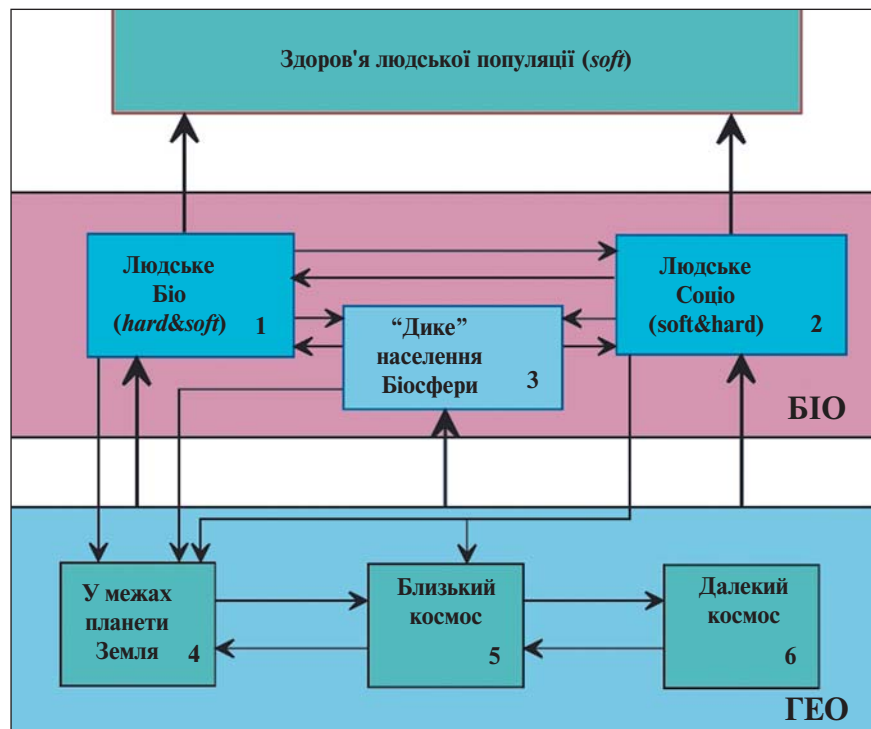 Здоров'я людської популяції (soft)
Людське
Біо
(hard&soft) 1
Людське
Соціо
(soft&hard) 2
“Дике”
населення
Біосфери 3
БІО
У межах
планети
Земля 4
Близький
космос
5
Далекий
космос
6
ГЕО